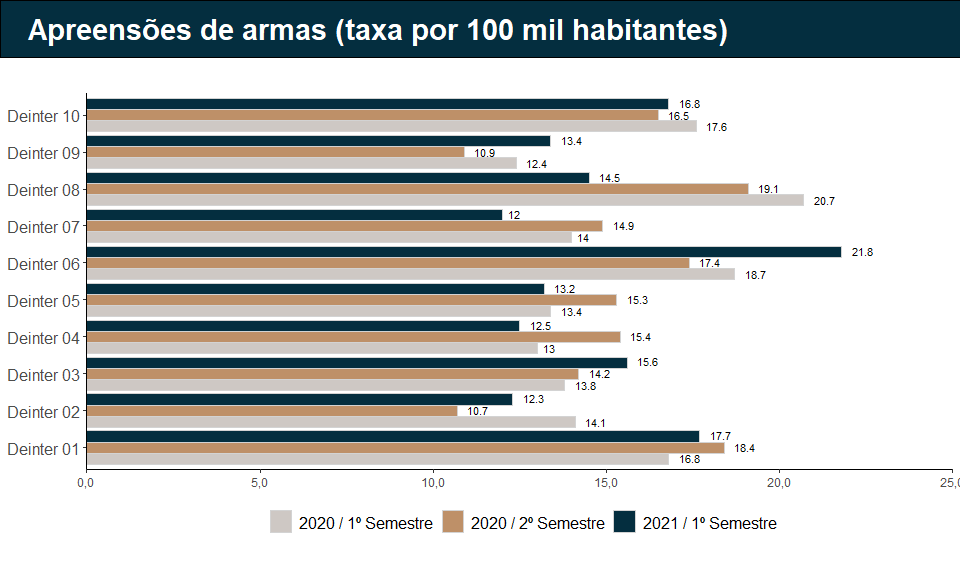 Apreensões de armas (taxa por 100 mil habitantes)
Deinter 10
16.8
16.5
17.6
Deinter 09
13.4
10.9
12.4
Deinter 08
14.5
19.1
20.7
Deinter 07
12
14.9
14
Deinter 06
21.8
17.4
18.7
Deinter 05
13.2
15.3
13.4
Deinter 04
12.5
15.4
13
Deinter 03
15.6
14.2
13.8
Deinter 02
12.3
10.7
14.1
Deinter 01
17.7
18.4
16.8
0,0 5,0 10,0 15,0 20,0 25,0
2020 / 1º Semestre 2020 / 2º Semestre 2021 / 1º Semestre